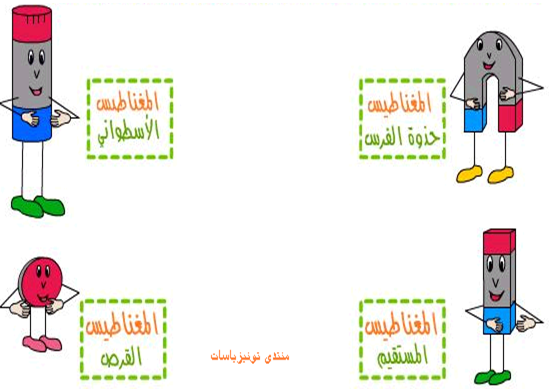 المغناطيس
حذوة الفرس
المغناطيس
الأسطواني
المغناطيس
المستقيم
المغناطيس
القرص
منتدى تونيزياسات